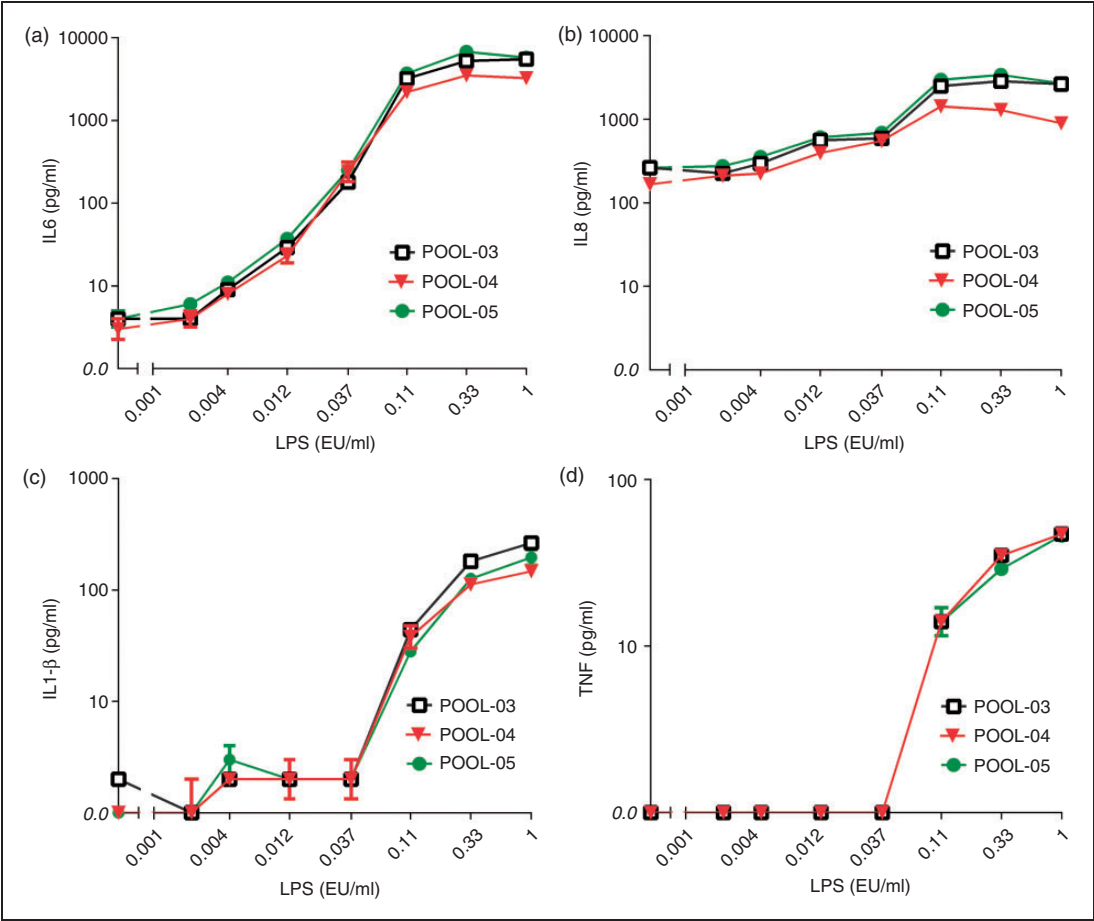 (a)
10000
1000
100
10
0.0
IL6 (pg/ml)
POOL-03
POOL-04
POOL-05
0.001
0.004
0.012
0.037
0.11
0.33
1
LPS (EU/ml)
(b)
10000
1000
100
10
0.0
IL8 (pg/ml)
POOL-03
POOL-04
POOL-05
0.001
0.004
0.012
0.037
0.11
0.33
1
LPS (EU/ml)
(c)
1000
100
10
0.0
IL1-β (pg/ml)
POOL-03
POOL-04
POOL-05
0.001
0.004
0.012
0.037
0.11
0.33
1
LPS (EU/ml)
(d)
100
10
0.0
TNF (pg/ml)
POOL-03
POOL-04
POOL-05
0.001
0.004
0.012
0.037
0.11
0.33
1
LPS (EU/ml)